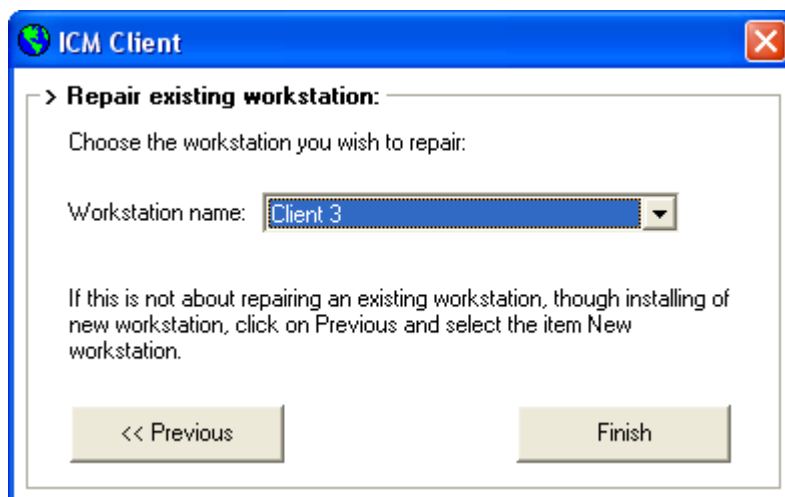 ICM Client
> Repair existing workstation:
Choose the workstation you wish to repair:
Workstation name: Client 3
If this is not about repairing an existing workstation, though installing of
new workstation, click on Previous and select the item New
workstation.
<< Previous Finish